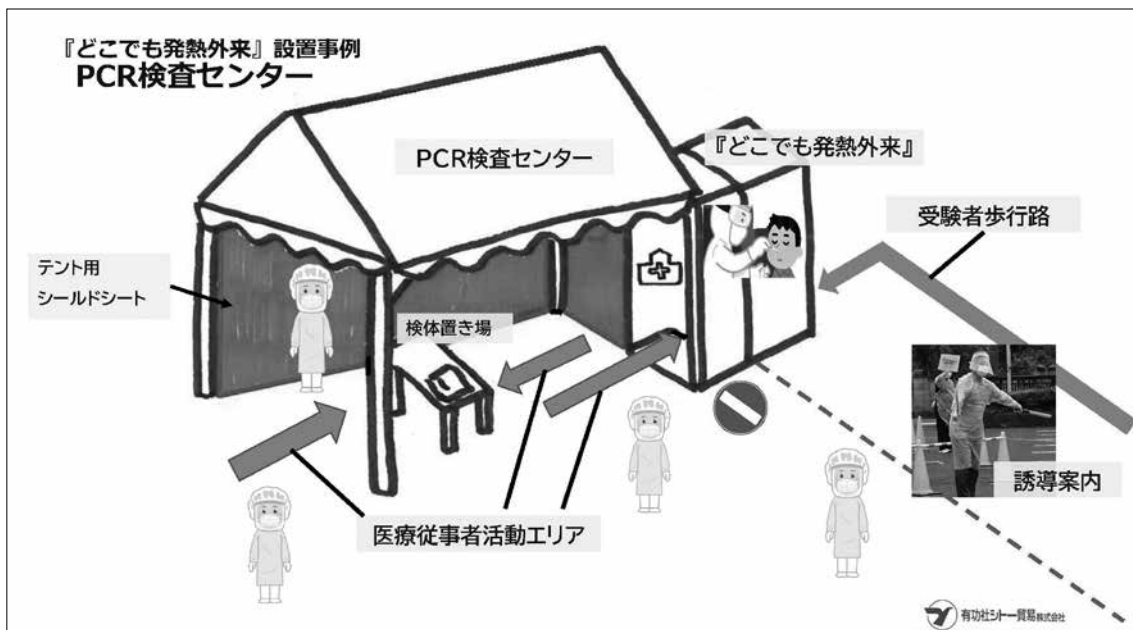 『どこでも発熱外来』設置事例
PCR検査センター
PCR検査センター
『どこでも発熱外来』
受験者歩行路
テント用
シールドシート
検体置き場
誘導案内
医療従事者活動エリア
有功社シトー貿易株式会社